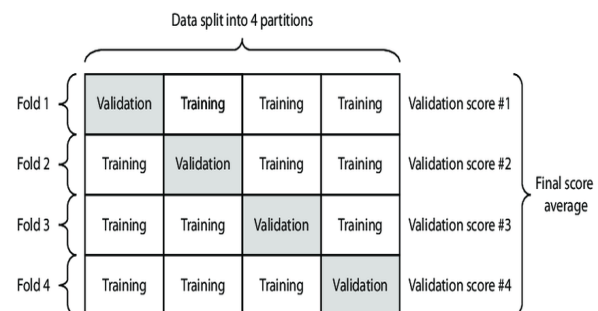 Data split into 4 partitions
Fold 1 Validation Training Training Training Validation score #1
Fold 2 Training Validation Training Training Validation score #2
Fold 3 Training Training Validation Training Validation score #3
Fold 4 Training Training Training Validation Validation score #4
Final score
average